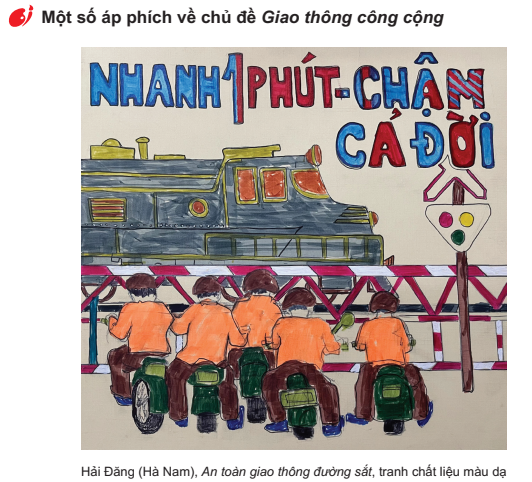 Một số áp phích về chủ đề Giao thông công cộng
NHANH 1 PHÚT - CHẬM
CẢ ĐỜI
Hải Đăng (Hà Nam), An toàn giao thông đường sắt, tranh chất liệu màu dạ